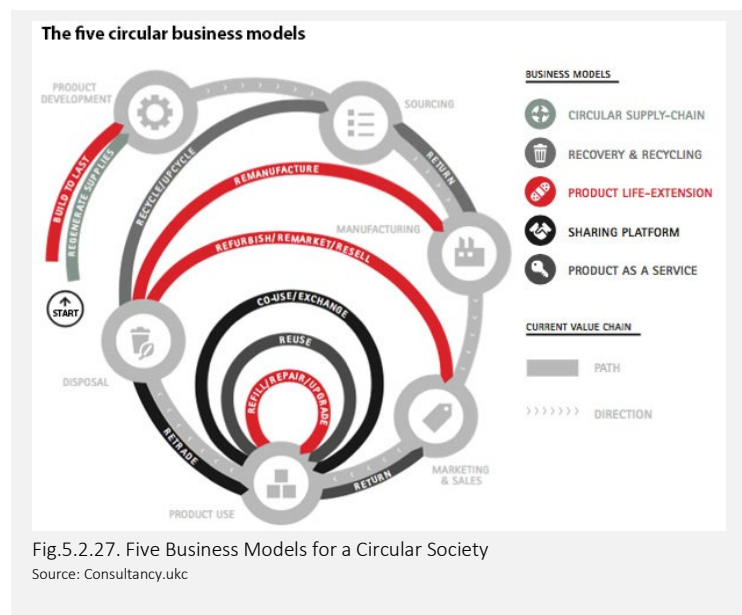 The five circular business models
PRODUCT
DEVELOPMENT
SOURCING
BUILD TO LAST
REGENERATE SUPPLIES
RECYCLE/UPCYCLE
REMANUFACTURE
RETURN
MANUFACTURING
REFURBISH/REMARKET/RESELL
START
CO-USE/EXCHANGE
REUSE
REFILL/REPAIR/UPGRADE
DISPOSAL
RETRADE
RETURN
MARKETING
& SALES
PRODUCT USE
BUSINESS MODELS
CIRCULAR SUPPLY-CHAIN
RECOVERY & RECYCLING
PRODUCT LIFE-EXTENSION
SHARING PLATFORM
PRODUCT AS A SERVICE
CURRENT VALUE CHAIN
PATH
DIRECTION
Fig.5.2.27. Five Business Models for a Circular Society
Source: Consultancy.ukc